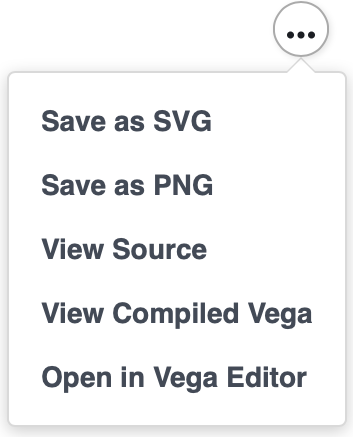 Save as SVG
Save as PNG
View Source
View Compiled Vega
Open in Vega Editor